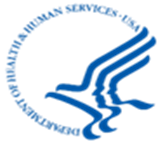 DEPARTMENT OF HEALTH & HUMAN SERVICES · USA